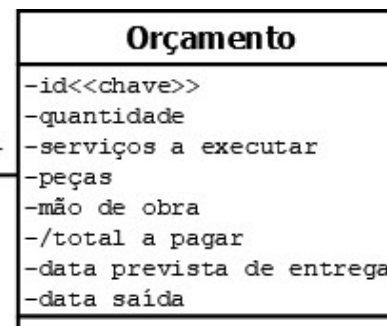 Orçamento
-id<<chave>>
-quantidade
-serviços a executar
-peças
-mão de obra
-/total a pagar
-data prevista de entrega
-data saída